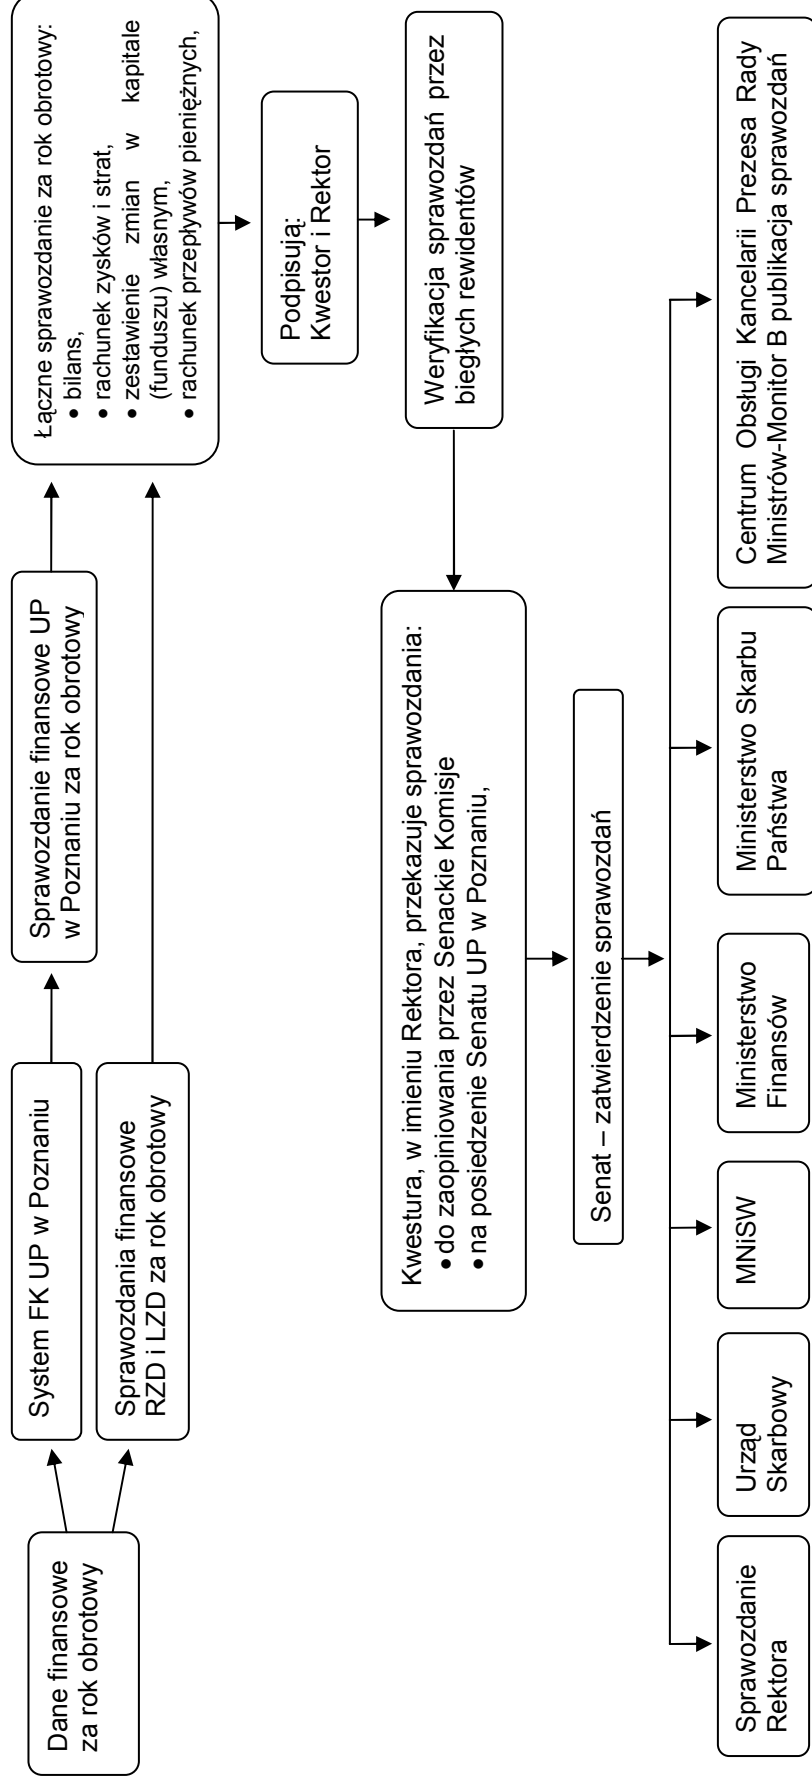 Dane finansowe
za rok obrotowy
System FK UP w Poznaniu
Sprawozdania finansowe
RZD i LZD za rok obrotowy
Sprawozdanie finansowe UP
w Poznaniu za rok obrotowy
Łączne sprawozdanie za rok obrotowy:
• bilans,
• rachunek zysków i strat,
• zestawienie zmian w kapitale
(funduszu) własnym,
• rachunek przepływów pieniężnych,
Podpisują:
Kwestor i Rektor
Weryfikacja sprawozdań przez
biegłych rewidentów
Kwestura, w imieniu Rektora, przekazuje sprawozdania:
• do zaopiniowania przez Senackie Komisje
• na posiedzenie Senatu UP w Poznaniu,
Senat – zatwierdzenie sprawozdań
Sprawozdanie
Rektora
Urząd
Skarbowy
MNiSW
Ministerstwo
Finansów
Ministerstwo Skarbu
Państwa
Centrum Obsługi Kancelarii Prezesa Rady
Ministrów-Monitor B publikacja sprawozdań